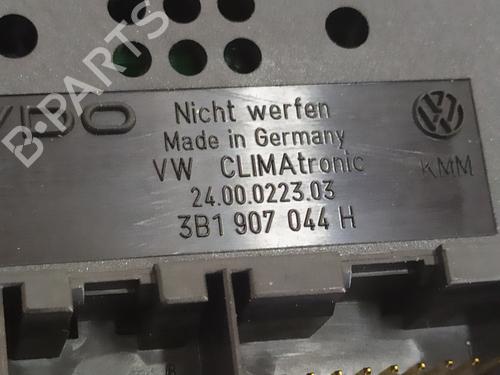 VDO
Nicht werfen
Made in Germany
VW CLIMAtronic
KMM
24.00.0223.03
3B1 907 044 H
B-PARTS